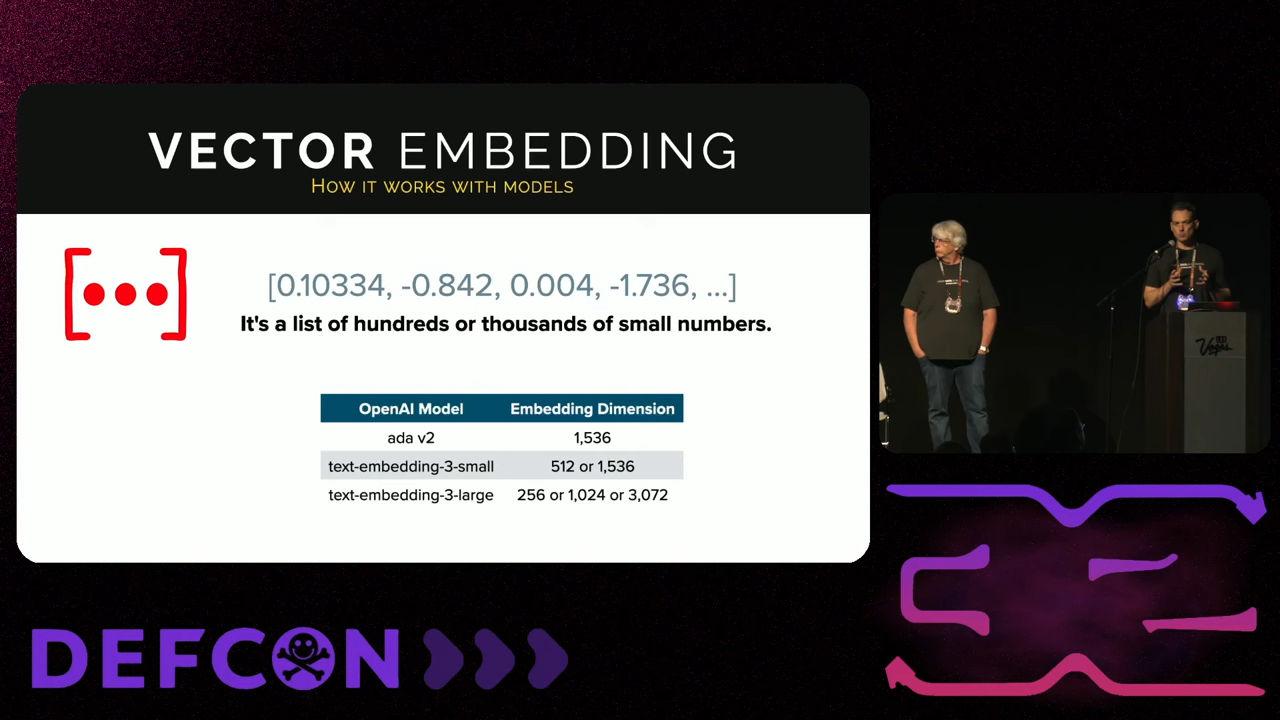 VECTOR EMBEDDING
HOW IT WORKS WITH MODELS
[0.10334, -0.842, 0.004, -1.736, ...]
It's a list of hundreds or thousands of small numbers.
OpenAI Model Embedding Dimension
ada v2 1,536
text-embedding-3-small 512 or 1,536
text-embedding-3-large 256 or 1,024 or 3,072
LAS
Vegas
DEFCON